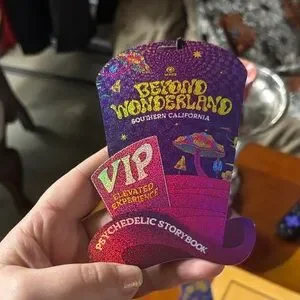 BEYOND
WONDERLAND
SOUTHERN CALIFORNIA
VIP
ELEVATED
EXPERIENCE
PSYCHEDELIC STORYBOOK